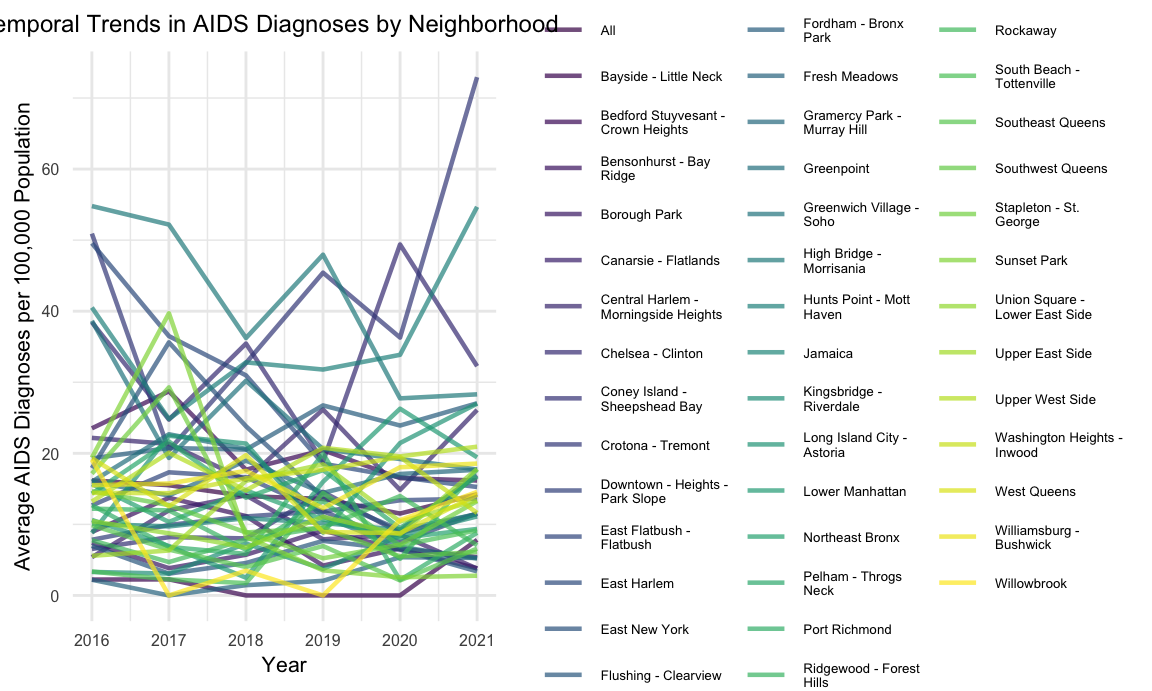 emporal Trends in AIDS Diagnoses by Neighborhood
Average AIDS Diagnoses per 100,000 Population
60
40
20
0
2016
2017
2018
2019
2020
2021
Year
All
Bayside - Little Neck
Bedford Stuyvesant -
Crown Heights
Bensonhurst - Bay
Ridge
Borough Park
Canarsie - Flatlands
Central Harlem -
Morningside Heights
Chelsea - Clinton
Coney Island -
Sheepshead Bay
Crotona - Tremont
Downtown - Heights -
Park Slope
East Flatbush -
Flatbush
East Harlem
East New York
Flushing - Clearview
Fordham - Bronx
Park
Fresh Meadows
Gramercy Park -
Murray Hill
Greenpoint
Greenwich Village -
Soho
High Bridge -
Morrisania
Hunts Point - Mott
Haven
Jamaica
Kingsbridge -
Riverdale
Long Island City -
Astoria
Lower Manhattan
Northeast Bronx
Pelham - Throgs
Neck
Port Richmond
Ridgewood - Forest
Hills
Rockaway
South Beach -
Tottenville
Southeast Queens
Southwest Queens
Stapleton - St.
George
Sunset Park
Union Square -
Lower East Side
Upper East Side
Upper West Side
Washington Heights -
Inwood
West Queens
Williamsburg -
Bushwick
Willowbrook